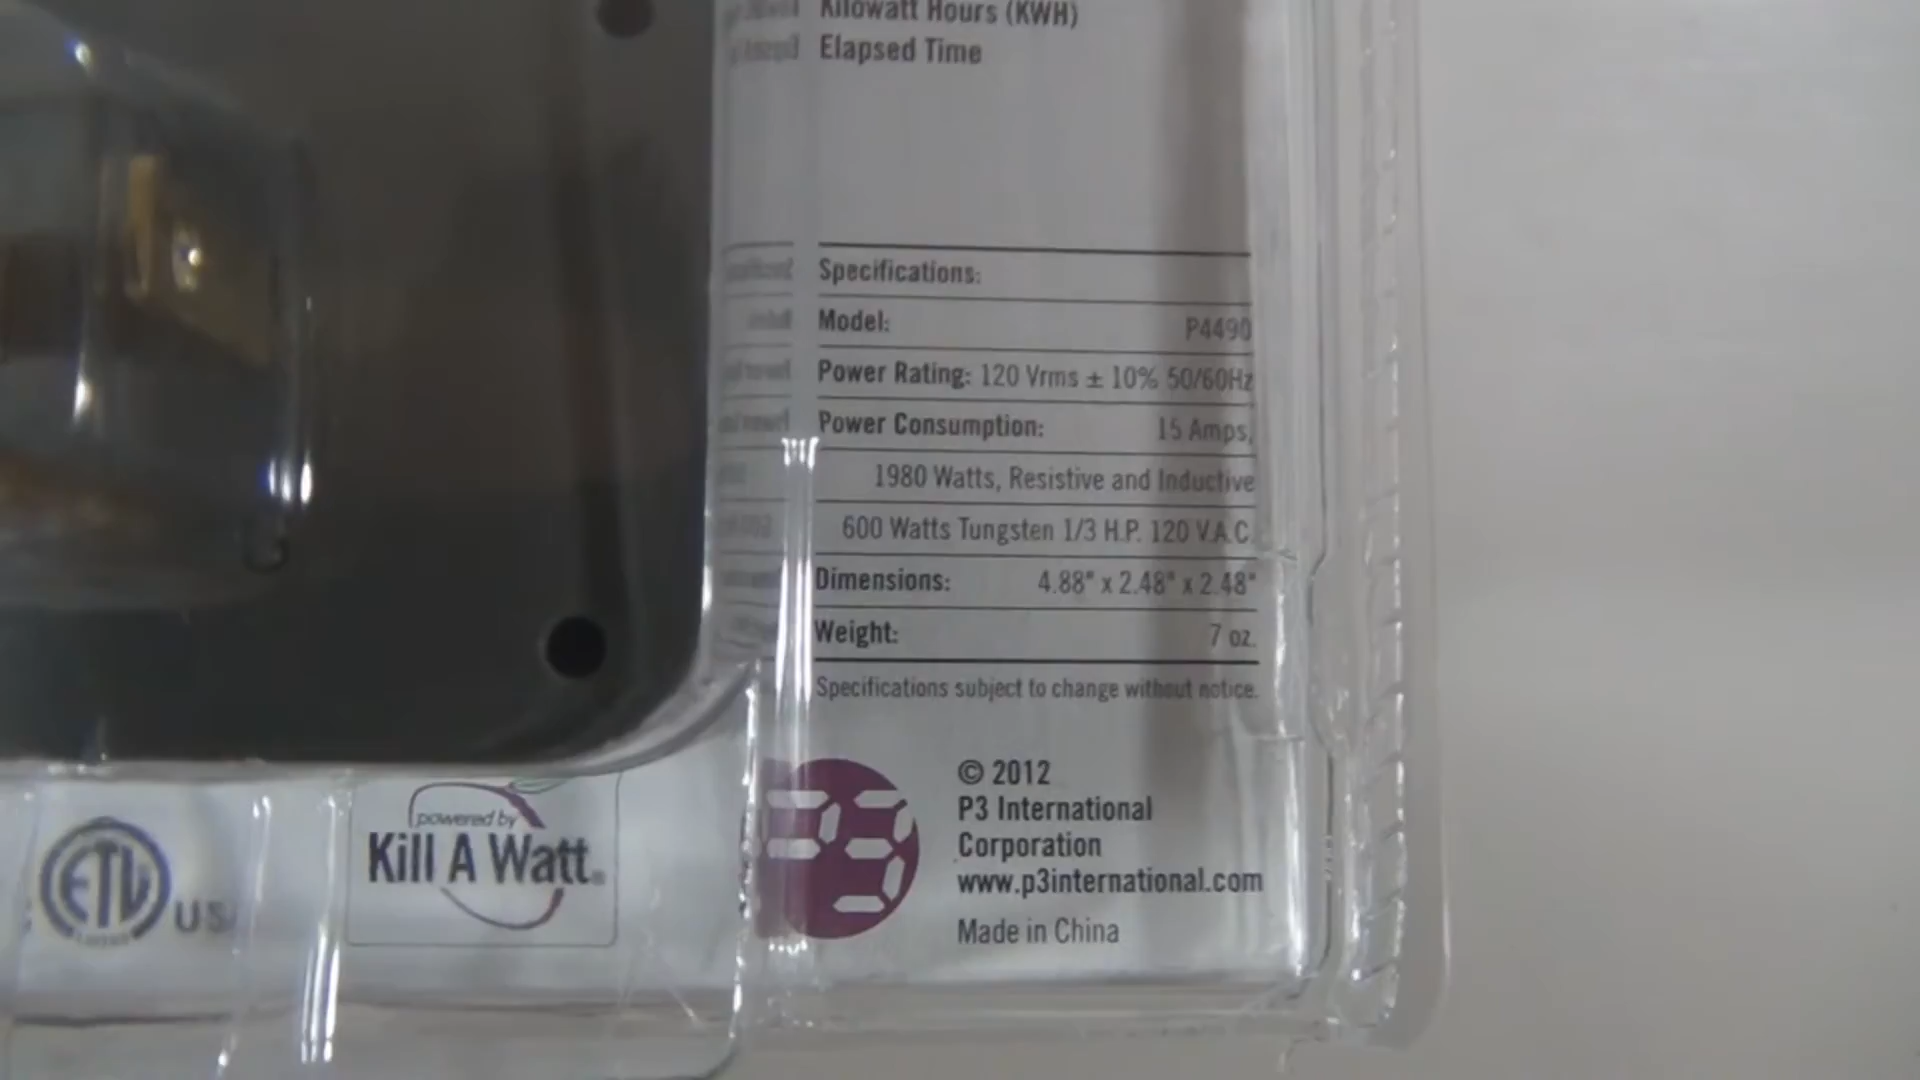 Kilowatt Hours (KWH)
Elapsed Time
Specifications:
Model: P4490
Power Rating: 120 Vrms ± 10% 50/60Hz
Power Consumption: 15 Amps,
1980 Watts, Resistive and Inductive
600 Watts Tungsten 1/3 H.P. 120 V.A.C
Dimensions: 4.88" x 2.48" x 2.48"
Weight: 7 oz.
Specifications subject to change without notice.
© 2012
P3 International
Corporation
www.p3international.com
Made in China
P3
powered by
Kill A Watt®
ETL US